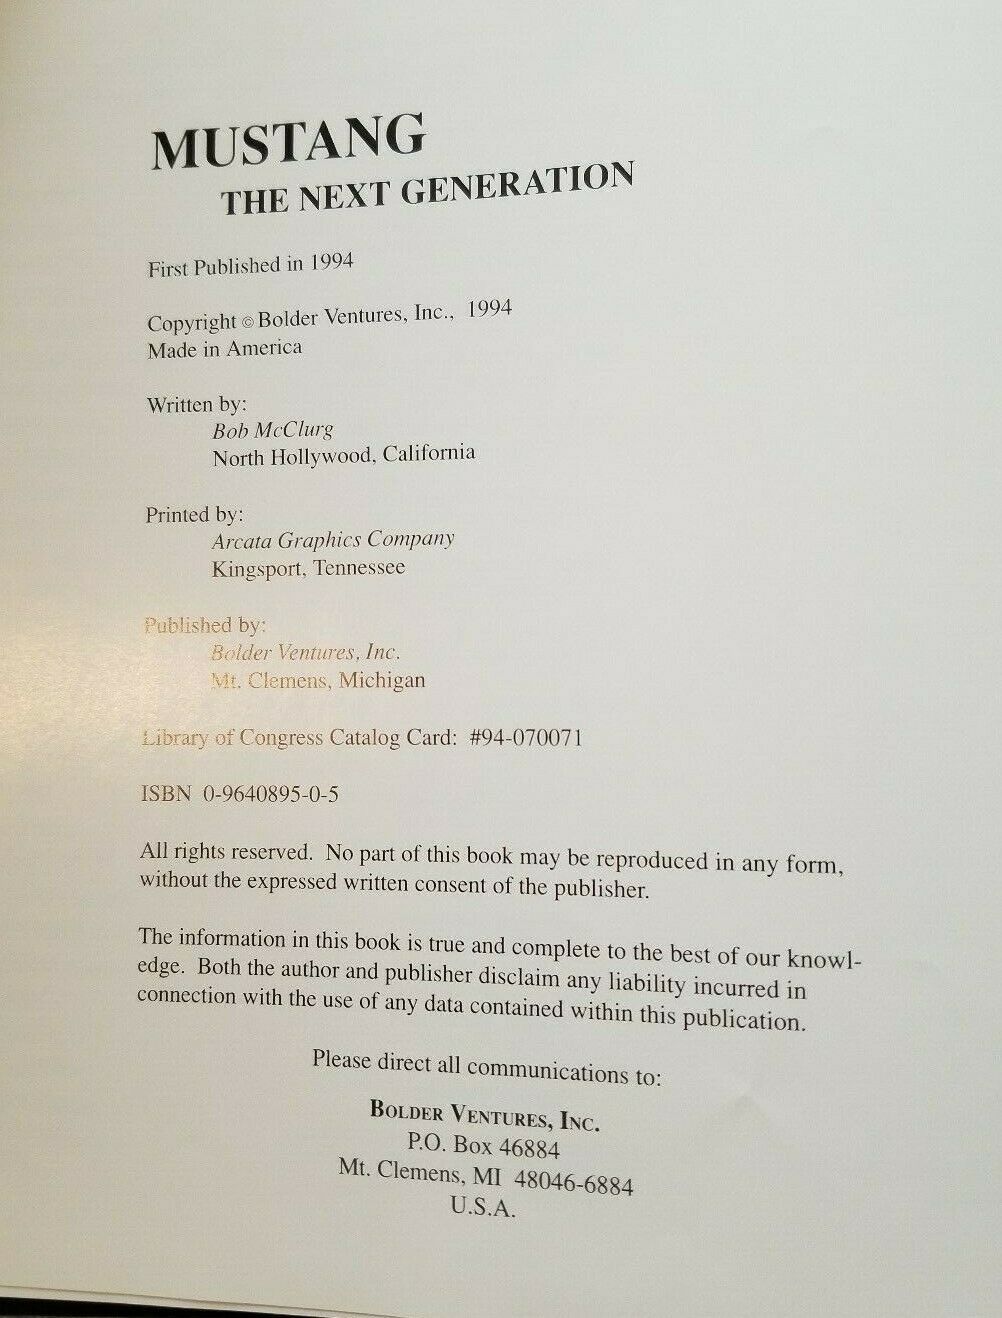 MUSTANG
THE NEXT GENERATION
First Published in 1994
Copyright © Bolder Ventures, Inc., 1994
Made in America
Written by:
Bob McClurg
North Hollywood, California
Printed by:
Arcata Graphics Company
Kingsport, Tennessee
Published by:
Bolder Ventures, Inc.
Mt. Clemens, Michigan
Library of Congress Catalog Card: #94-070071
ISBN 0-9640895-0-5
All rights reserved. No part of this book may be reproduced in any form,
without the expressed written consent of the publisher.
The information in this book is true and complete to the best of our knowl-
edge. Both the author and publisher disclaim any liability incurred in
connection with the use of any data contained within this publication.
Please direct all communications to:
BOLDER VENTURES, INC.
P.O. Box 46884
Mt. Clemens, MI 48046-6884
U.S.A.